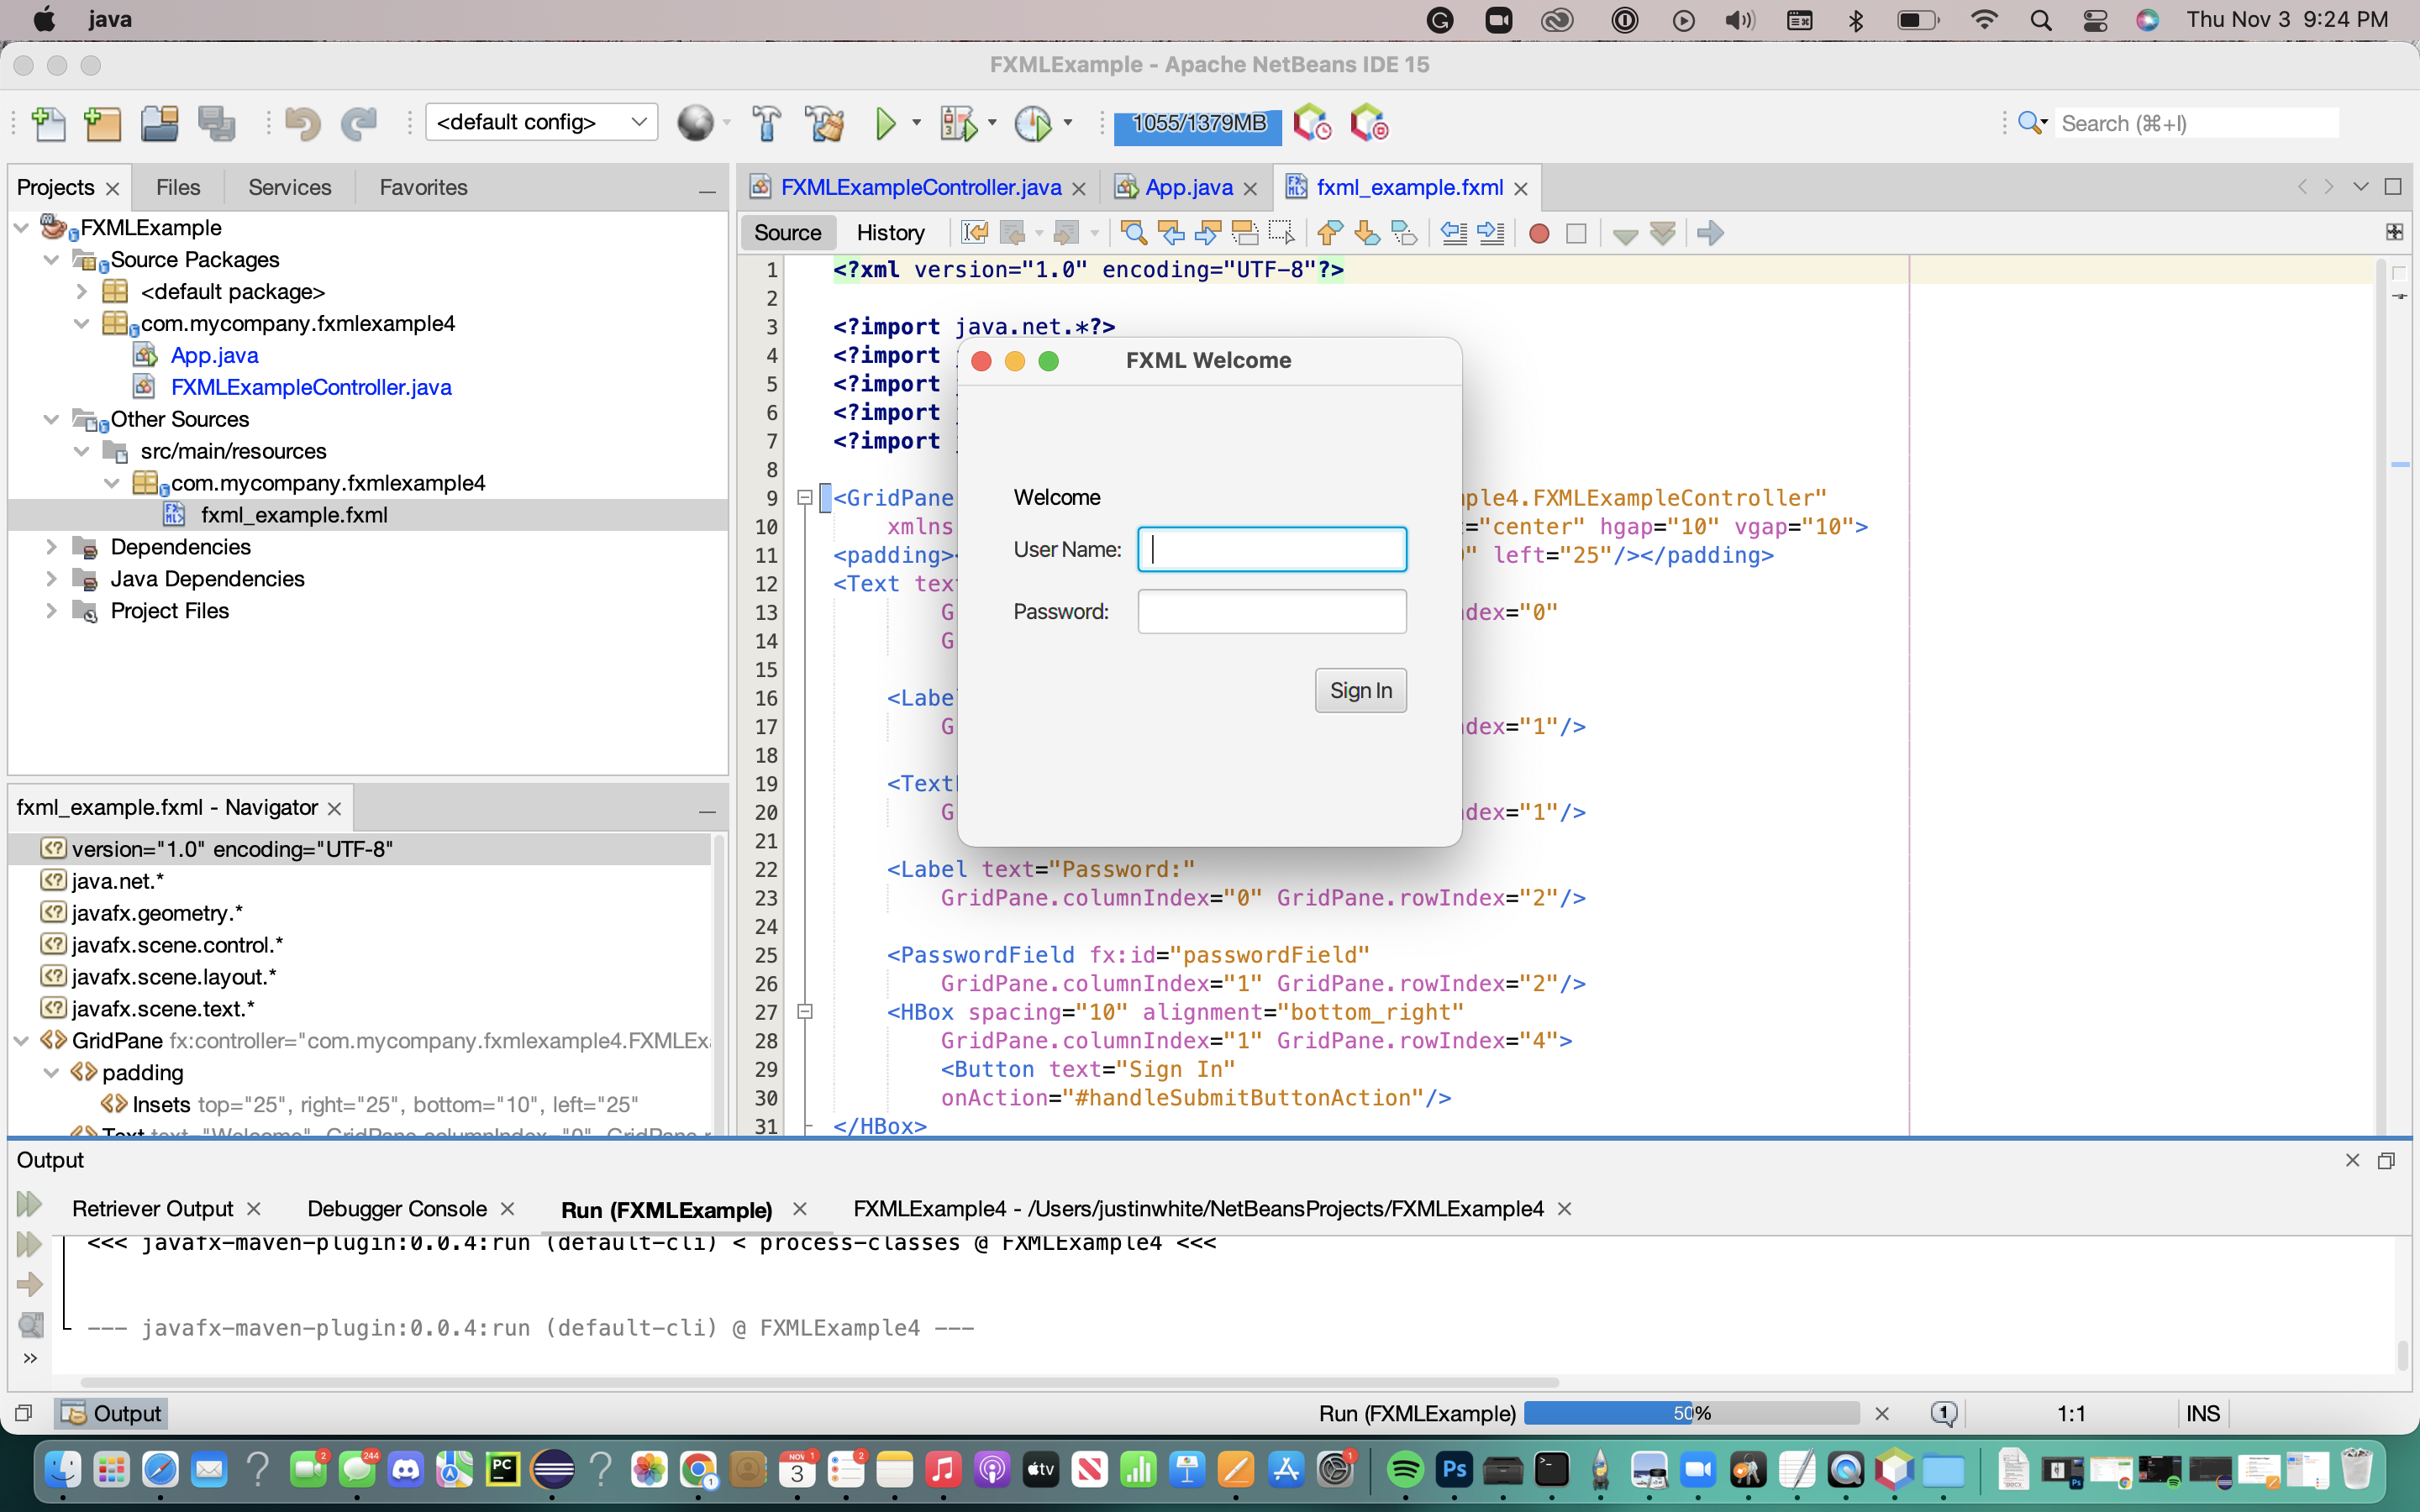 java
Thu Nov 3 9:24 PM
FXMLExample - Apache NetBeans IDE 15
<default config>
1055/1379MB
Search (⌘+I)
Projects
Files
Services
Favorites
FXMLExample
Source Packages
<default package>
com.mycompany.fxmlexample4
App.java
FXMLExampleController.java
Other Sources
src/main/resources
com.mycompany.fxmlexample4
fxml_example.fxml
Dependencies
Java Dependencies
Project Files
fxml_example.fxml - Navigator
version="1.0" encoding="UTF-8"
java.net.*
javafx.geometry.*
javafx.scene.control.*
javafx.scene.layout.*
javafx.scene.text.*
GridPane fx:controller="com.mycompany.fxmlexample4.FXMLEx
padding
Insets top="25", right="25", bottom="10", left="25"
Text text="Welcome", GridPane.columnIndex="0", GridPane.r
FXMLExampleController.java
App.java
fxml_example.fxml
Source
History
1 <?xml version="1.0" encoding="UTF-8"?>
2
3 <?import java.net.*?>
4 <?import
5 <?import
6 <?import
7 <?import
8
9 <GridPane ple4.FXMLExampleController"
10 xmlns ="center" hgap="10" vgap="10">
11 <padding> " left="25"/></padding>
12 <Text tex
13 G dex="0"
14 G
15
16 <Labe
17 G dex="1"/>
18
19 <Text
20 G dex="1"/>
21
22 <Label text="Password:"
23 GridPane.columnIndex="0" GridPane.rowIndex="2"/>
24
25 <PasswordField fx:id="passwordField"
26 GridPane.columnIndex="1" GridPane.rowIndex="2"/>
27 <HBox spacing="10" alignment="bottom_right"
28 GridPane.columnIndex="1" GridPane.rowIndex="4">
29 <Button text="Sign In"
30 onAction="#handleSubmitButtonAction"/>
31 </HBox>
FXML Welcome
Welcome
User Name:
Password:
Sign In
Output
Retriever Output
Debugger Console
Run (FXMLExample)
FXMLExample4 - /Users/justinwhite/NetBeansProjects/FXMLExample4
<<< javafx-maven-plugin:0.0.4:run (default-cli) < process-classes @ FXMLExample4 <<<
--- javafx-maven-plugin:0.0.4:run (default-cli) @ FXMLExample4 ---
Output
Run (FXMLExample)
50%
1
1:1
INS
2
244
PC
NOV
3
1
2
tv
1
Ps